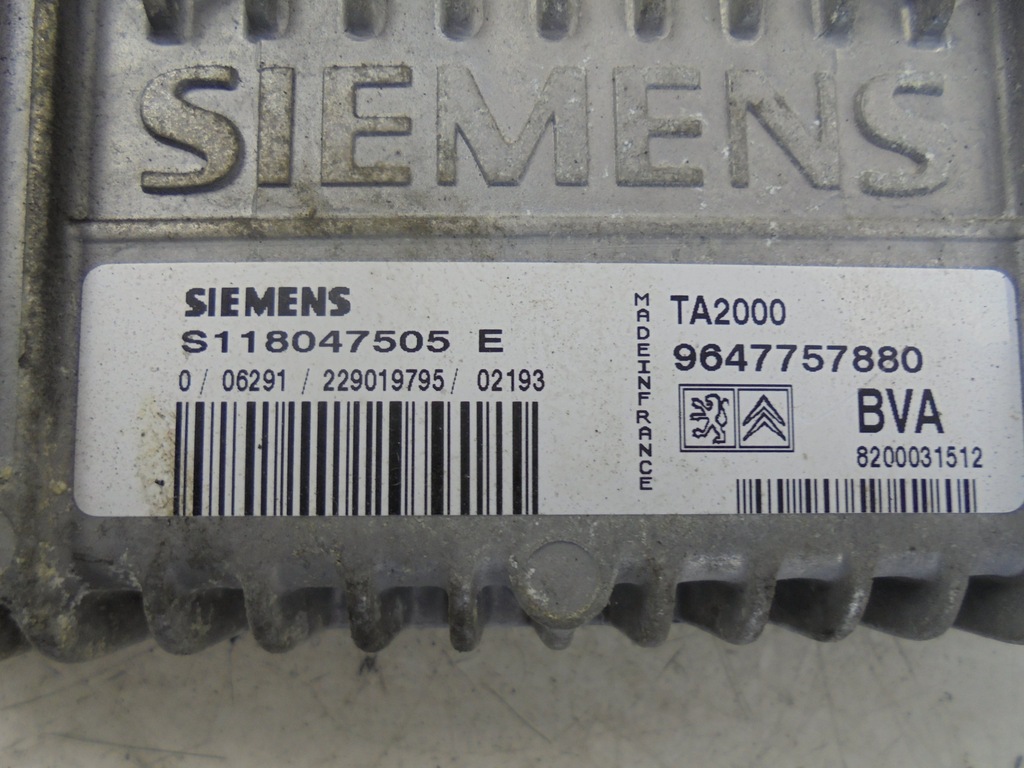 SIEMENS
SIEMENS
S118047505 E
0 / 06291 / 229019795 / 02193
MADEINFRANCE
TA2000
9647757880
BVA
8200031512